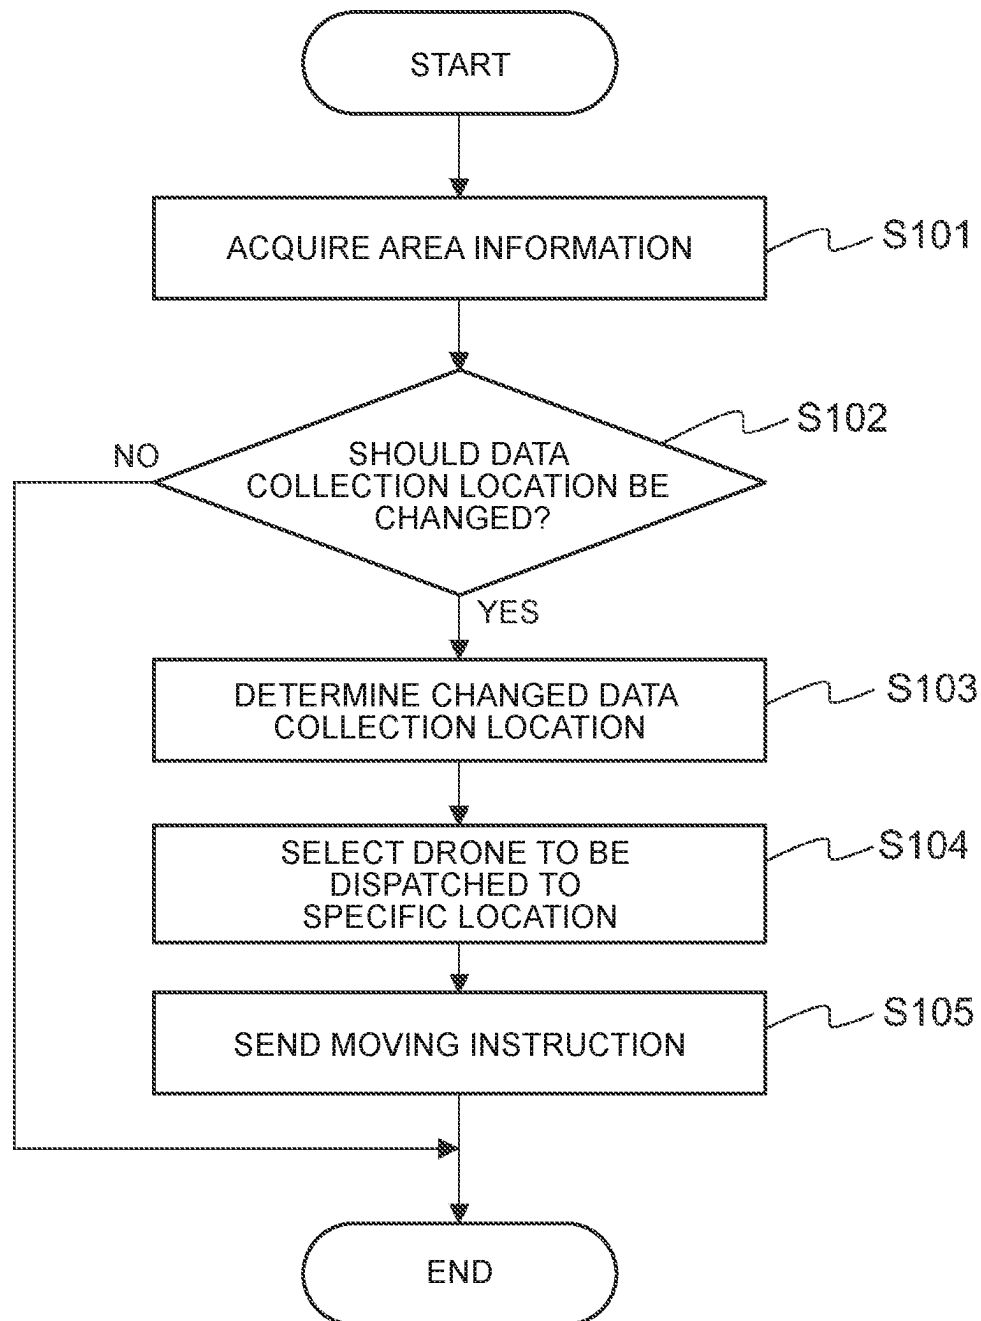 START
ACQUIRE AREA INFORMATION
S101
SHOULD DATA
COLLECTION LOCATION BE
CHANGED?
S102
NO
YES
DETERMINE CHANGED DATA
COLLECTION LOCATION
S103
SELECT DRONE TO BE
DISPATCHED TO
SPECIFIC LOCATION
S104
SEND MOVING INSTRUCTION
S105
END